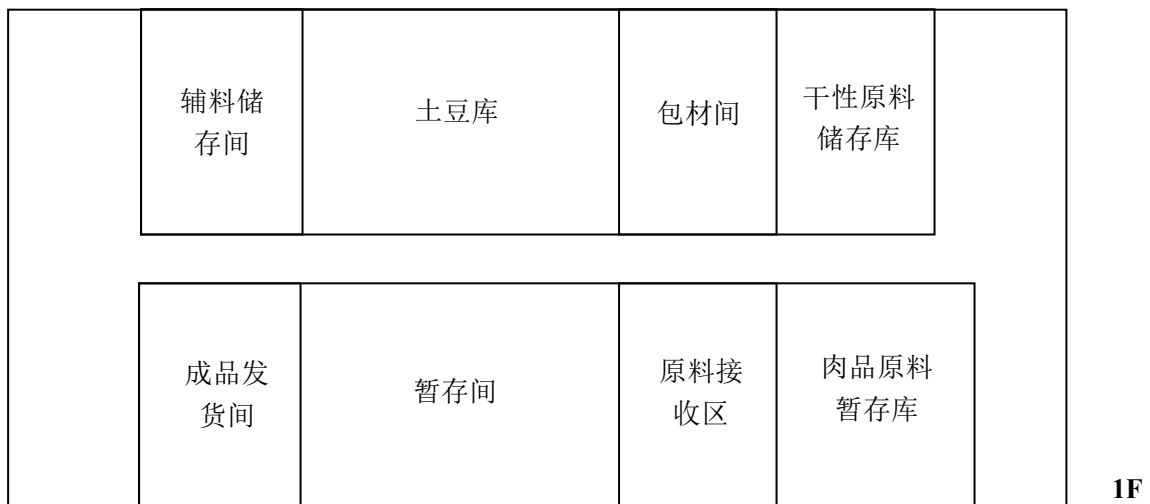 辅料储
存间
土豆库
包材间
干性原料
储存库
成品发
货间
暂存间
原料接
收区
肉品原料
暂存库
1F